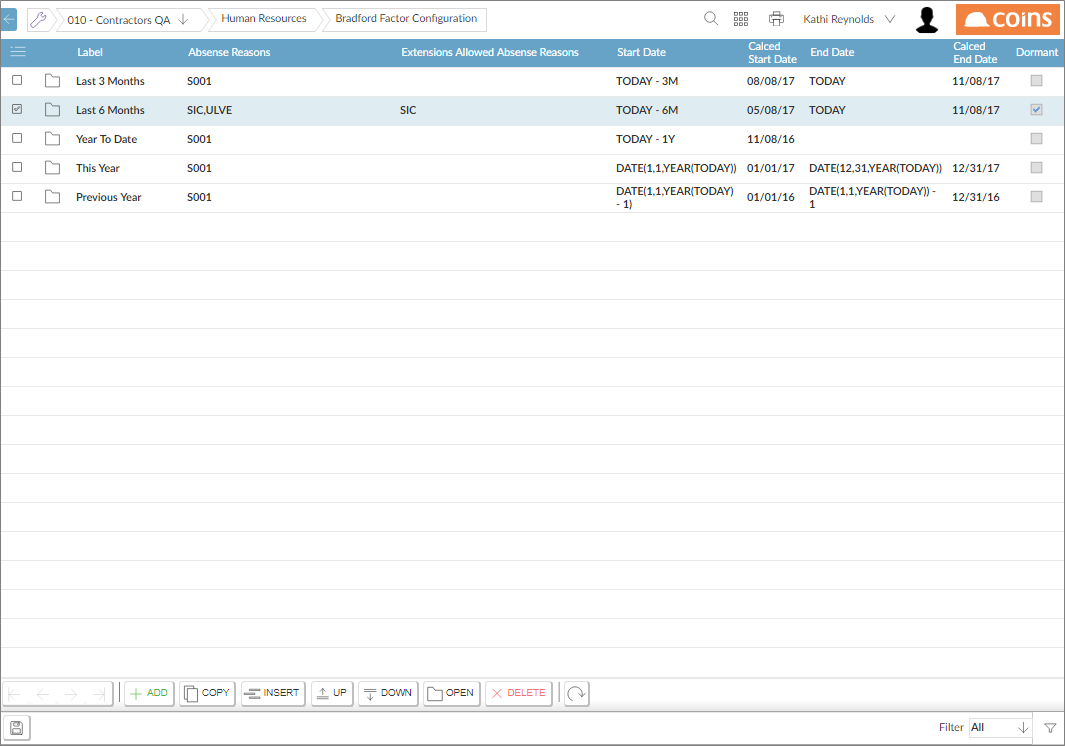 010 - Contractors QA
Human Resources
Bradford Factor Configuration
Kathi Reynolds
coins
Label Absense Reasons Extensions Allowed Absense Reasons Start Date Calced Start Date End Date Calced End Date Dormant
Last 3 Months S001 TODAY - 3M 08/08/17 TODAY 11/08/17
Last 6 Months SIC,ULVE SIC TODAY - 6M 05/08/17 TODAY 11/08/17
Year To Date S001 TODAY - 1Y 11/08/16
This Year S001 DATE(1,1,YEAR(TODAY)) 01/01/17 DATE(12,31,YEAR(TODAY)) 12/31/17
Previous Year S001 DATE(1,1,YEAR(TODAY) - 1) 01/01/16 DATE(1,1,YEAR(TODAY)) - 1 12/31/16
ADD COPY INSERT UP DOWN OPEN DELETE
Filter All